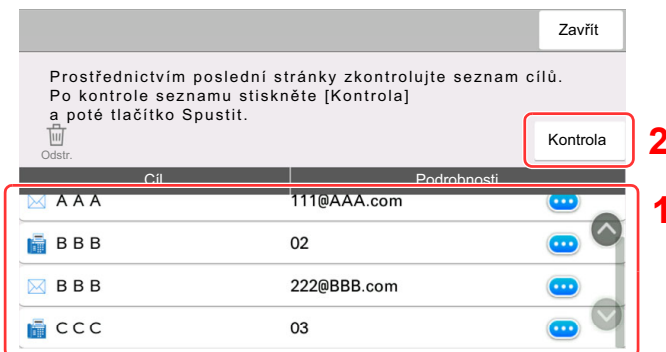 Zavřít
Prostřednictvím poslední stránky zkontrolujte seznam cílů.
Po kontrole seznamu stiskněte [Kontrola]
a poté tlačítko Spustit.
Odstr.
Kontrola
2
Cíl Podrobnosti
1
A A A 111@AAA.com
B B B 02
B B B 222@BBB.com
C C C 03